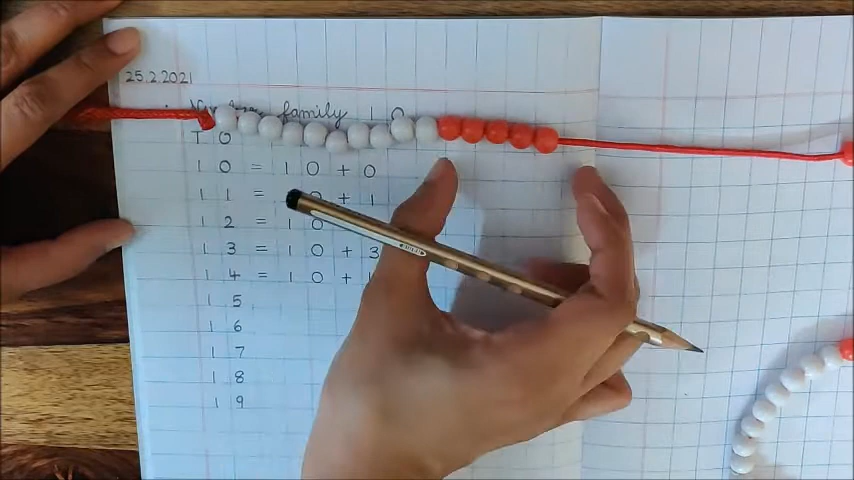 25.2.2021
family 10
T O
10 = 10 + 0
11 = 10 +
12 = 10
13 = 10 + 3
14 = 10 +
15
16
17
18
19